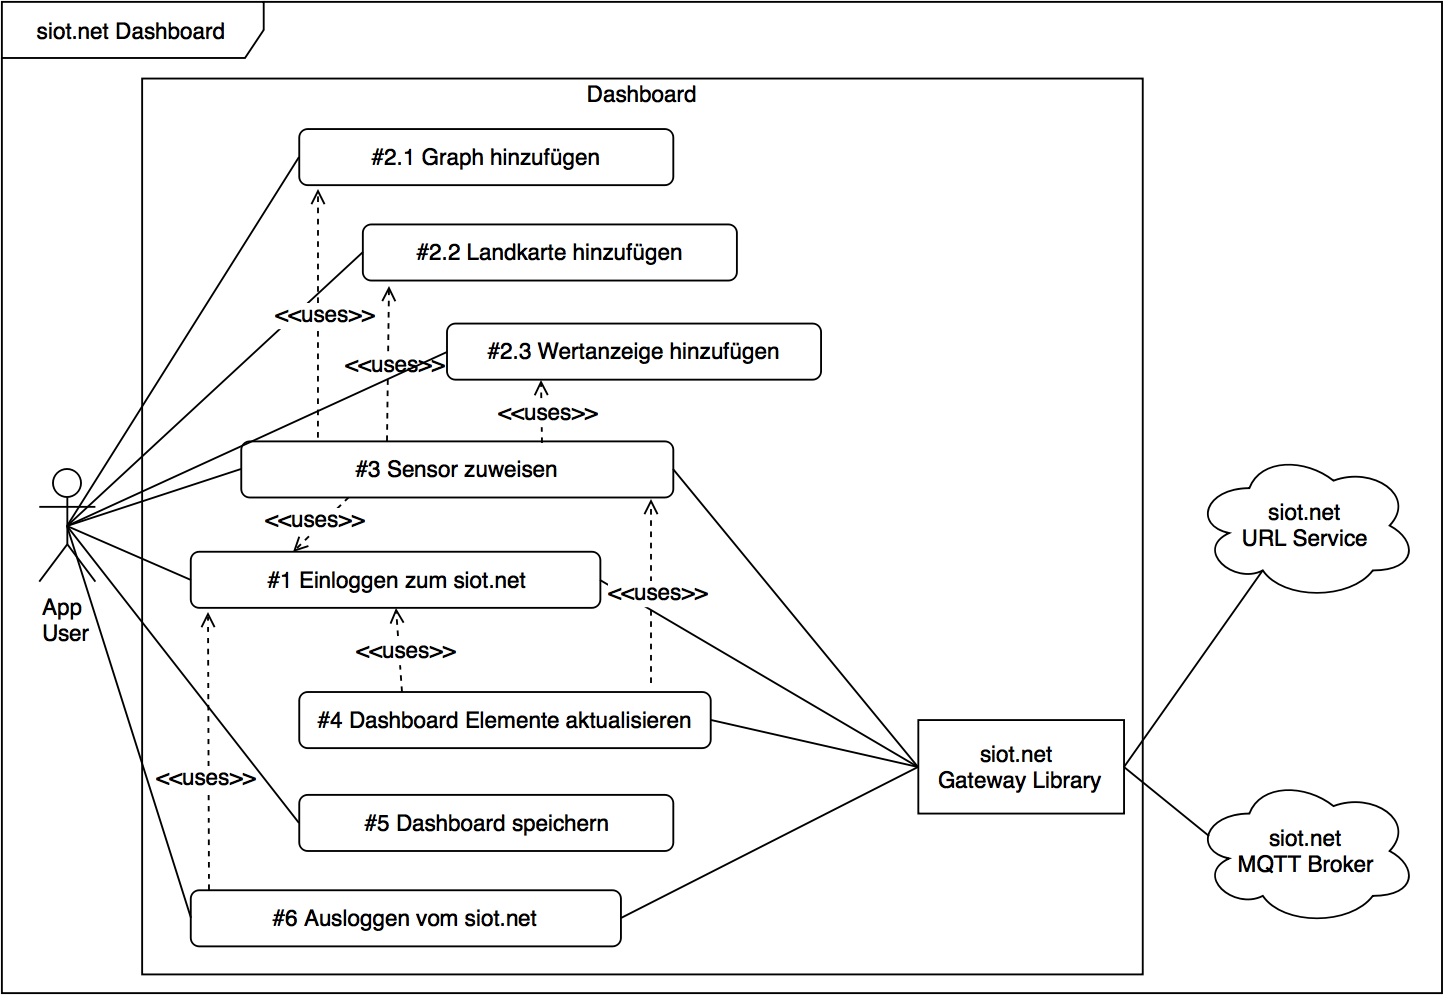 siot.net Dashboard
Dashboard
#2.1 Graph hinzufügen
#2.2 Landkarte hinzufügen
<<uses>>
#2.3 Wertanzeige hinzufügen
<<uses>>
<<uses>>
#3 Sensor zuweisen
<<uses>>
siot.net
URL Service
#1 Einloggen zum siot.net
<<uses>>
App
User
<<uses>>
#4 Dashboard Elemente aktualisieren
siot.net
Gateway Library
<<uses>>
#5 Dashboard speichern
siot.net
MQTT Broker
#6 Ausloggen vom siot.net